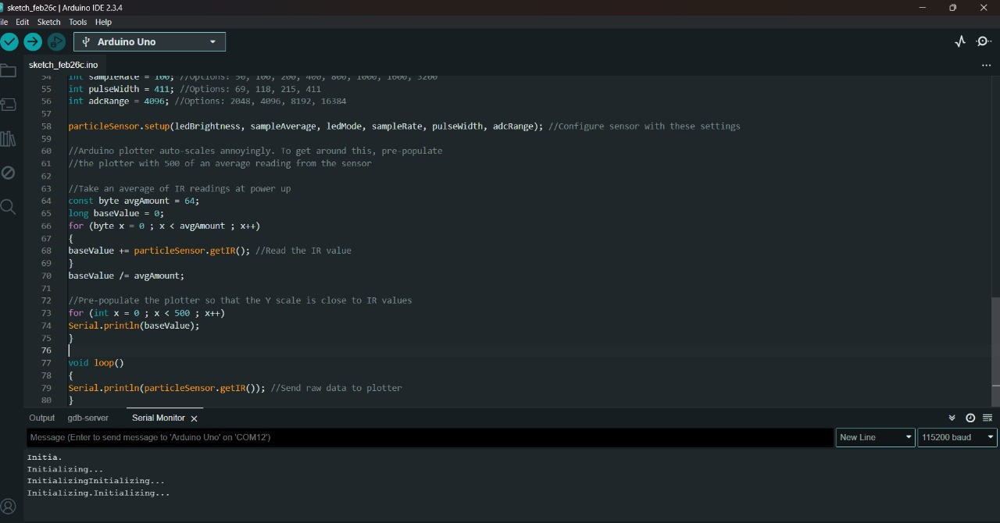 sketch_feb26c | Arduino IDE 2.3.4
ile Edit Sketch Tools Help
Arduino Uno
sketch_feb26c.ino
54 int sampleRate = 100; //Options: 50, 100, 200, 400, 800, 1000, 1600, 3200
55 int pulseWidth = 411; //Options: 69, 118, 215, 411
56 int adcRange = 4096; //Options: 2048, 4096, 8192, 16384
57
58 particleSensor.setup(ledBrightness, sampleAverage, ledMode, sampleRate, pulseWidth, adcRange); //Configure sensor with these settings
59
60 //Arduino plotter auto-scales annoyingly. To get around this, pre-populate
61 //the plotter with 500 of an average reading from the sensor
62
63 //Take an average of IR readings at power up
64 const byte avgAmount = 64;
65 long baseValue = 0;
66 for (byte x = 0 ; x < avgAmount ; x++)
67 {
68 baseValue += particleSensor.getIR(); //Read the IR value
69 }
70 baseValue /= avgAmount;
71
72 //Pre-populate the plotter so that the Y scale is close to IR values
73 for (int x = 0 ; x < 500 ; x++)
74 Serial.println(baseValue);
75 }
76
77 void loop()
78 {
79 Serial.println(particleSensor.getIR()); //Send raw data to plotter
80 }
Output gdb-server Serial Monitor
Message (Enter to send message to 'Arduino Uno' on 'COM12') New Line 115200 baud
Initia.
Initializing...
InitializingInitializing...
Initializing.Initializing...